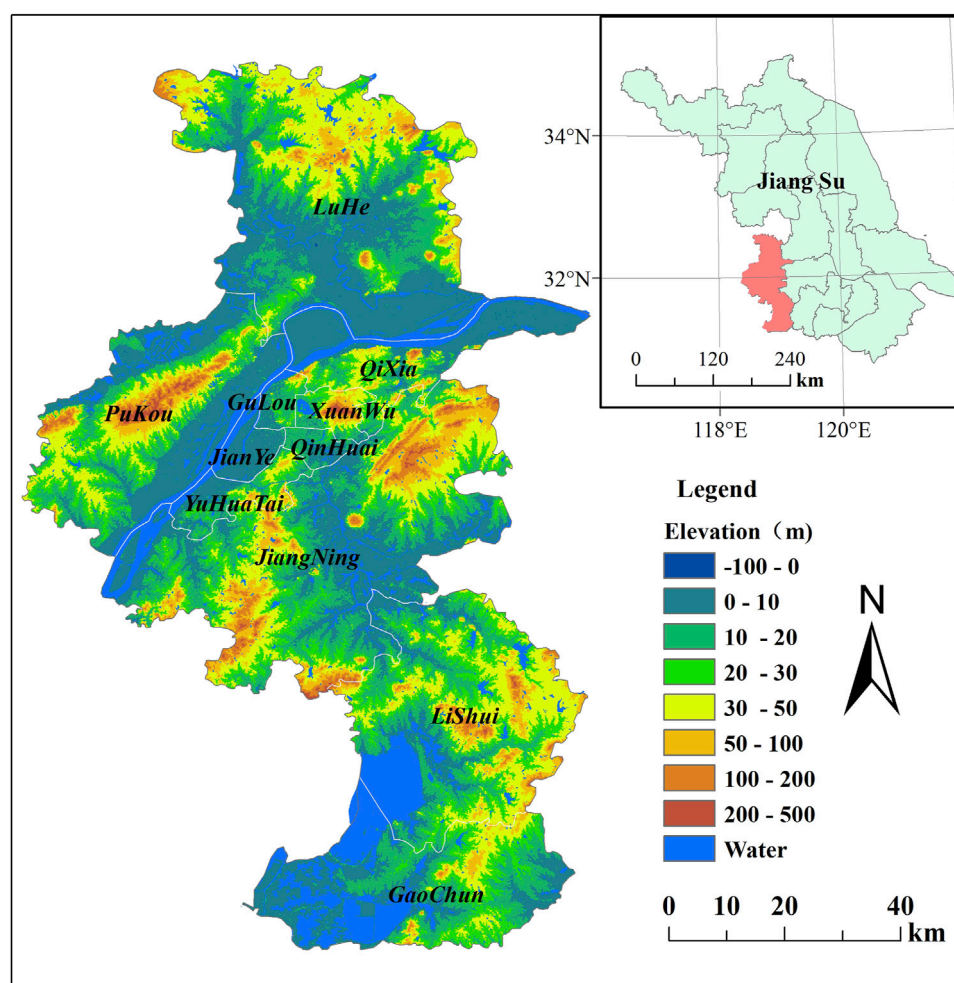 LuHe
QiXia
GuLou
XuanWu
PuKou
JianYe
QinHuai
YuHuaTai
JiangNing
LiShui
GaoChun
34°N
Jiang Su
32°N
0 120 240
km
118°E 120°E
Legend
Elevation（m)
-100 - 0
0 - 10
10 - 20
20 - 30
30 - 50
50 - 100
100 - 200
200 - 500
Water
N
0 10 20 40
km